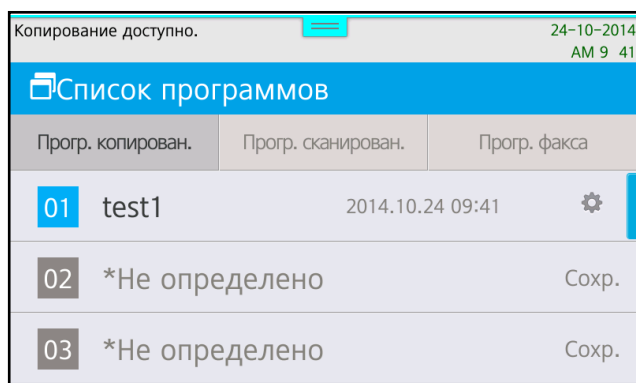 Копирование доступно. 24-10-2014
AM 9 41
Список программов
Прогр. копирован. Прогр. сканирован. Прогр. факса
01 test1 2014.10.24 09:41
02 *Не определено Сохр.
03 *Не определено Сохр.